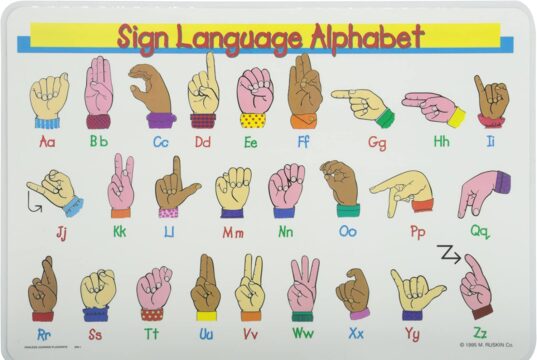 Sign Language Alphabet
Aa Bb Cc Dd Ee Ff Gg Hh Ii
Jj Kk Ll Mm Nn Oo Pp Qq
Rr Ss Tt Uu Vv Ww Xx Yy Zz
© 1995 M. RUSKIN Co.